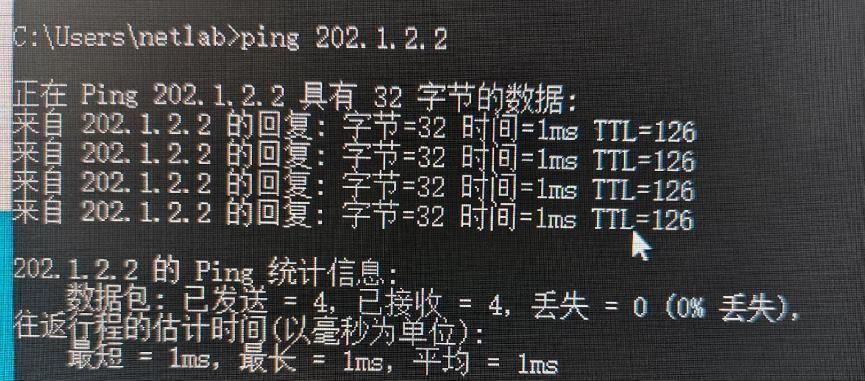 C:\Users\netlab>ping 202.1.2.2
正在 Ping 202.1.2.2 具有 32 字节的数据:
来自 202.1.2.2 的回复: 字节=32 时间=1ms TTL=126
来自 202.1.2.2 的回复: 字节=32 时间=1ms TTL=126
来自 202.1.2.2 的回复: 字节=32 时间=1ms TTL=126
来自 202.1.2.2 的回复: 字节=32 时间=1ms TTL=126
202.1.2.2 的 Ping 统计信息:
数据包: 已发送 = 4, 已接收 = 4, 丢失 = 0 (0% 丢失),
往返行程的估计时间(以毫秒为单位):
最短 = 1ms, 最长 = 1ms, 平均 = 1ms